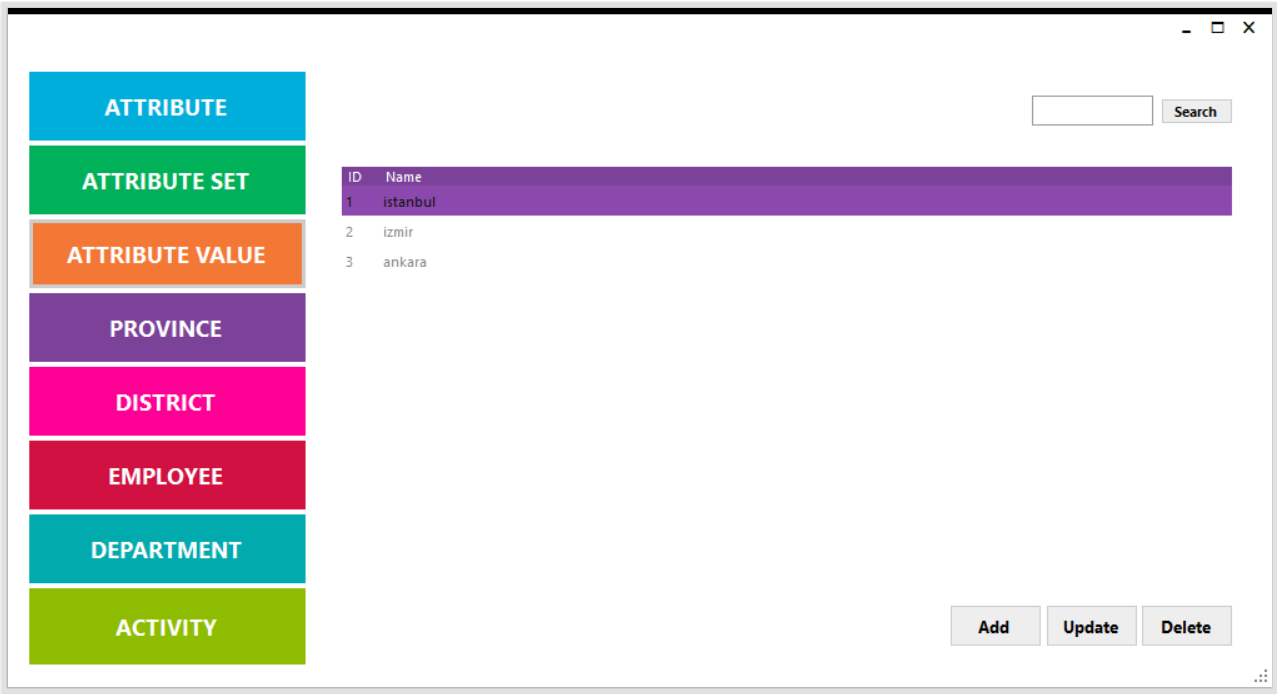 ATTRIBUTE
ATTRIBUTE SET
ATTRIBUTE VALUE
PROVINCE
DISTRICT
EMPLOYEE
DEPARTMENT
ACTIVITY
Search
ID Name
1 istanbul
2 izmir
3 ankara
Add Update Delete